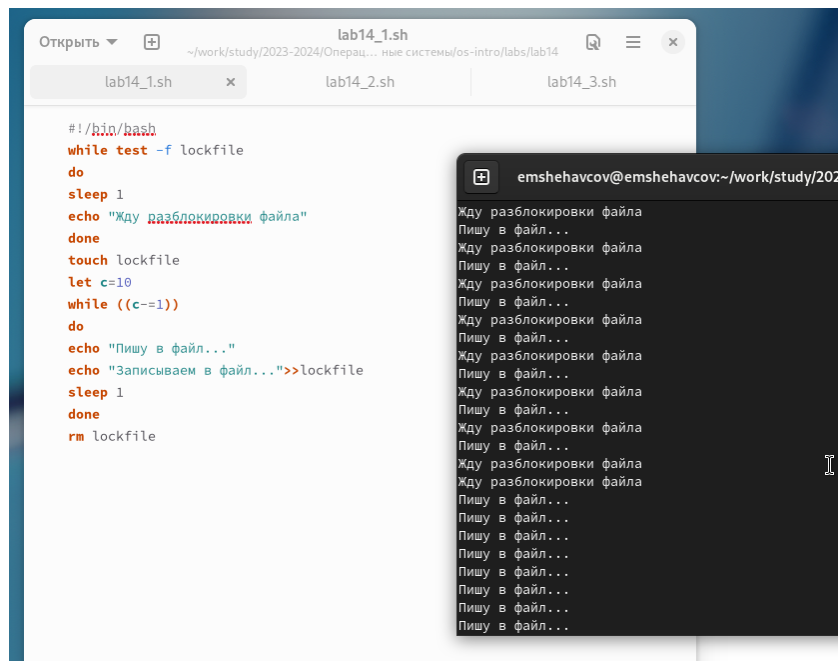 Открыть
lab14_1.sh
~/work/study/2023-2024/Операц... ные системы/os-intro/labs/lab14
lab14_1.sh
lab14_2.sh
lab14_3.sh
#!/bin/bash
while test -f lockfile
do
sleep 1
echo "Жду разблокировки файла"
done
touch lockfile
let c=10
while ((c-=1))
do
echo "Пишу в файл..."
echo "Записываем в файл...">>lockfile
sleep 1
done
rm lockfile
emshehavcov@emshehavcov:~/work/study/202
Жду разблокировки файла
Пишу в файл...
Жду разблокировки файла
Пишу в файл...
Жду разблокировки файла
Пишу в файл...
Жду разблокировки файла
Пишу в файл...
Жду разблокировки файла
Пишу в файл...
Жду разблокировки файла
Пишу в файл...
Жду разблокировки файла
Пишу в файл...
Жду разблокировки файла
Жду разблокировки файла
Пишу в файл...
Пишу в файл...
Пишу в файл...
Пишу в файл...
Пишу в файл...
Пишу в файл...
Пишу в файл...
Пишу в файл...